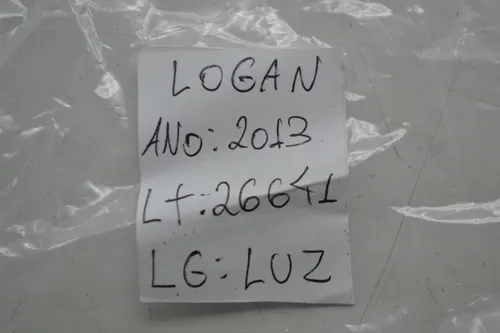 LOGAN
ANO: 2013
Lt: 26641
LG: LUZ